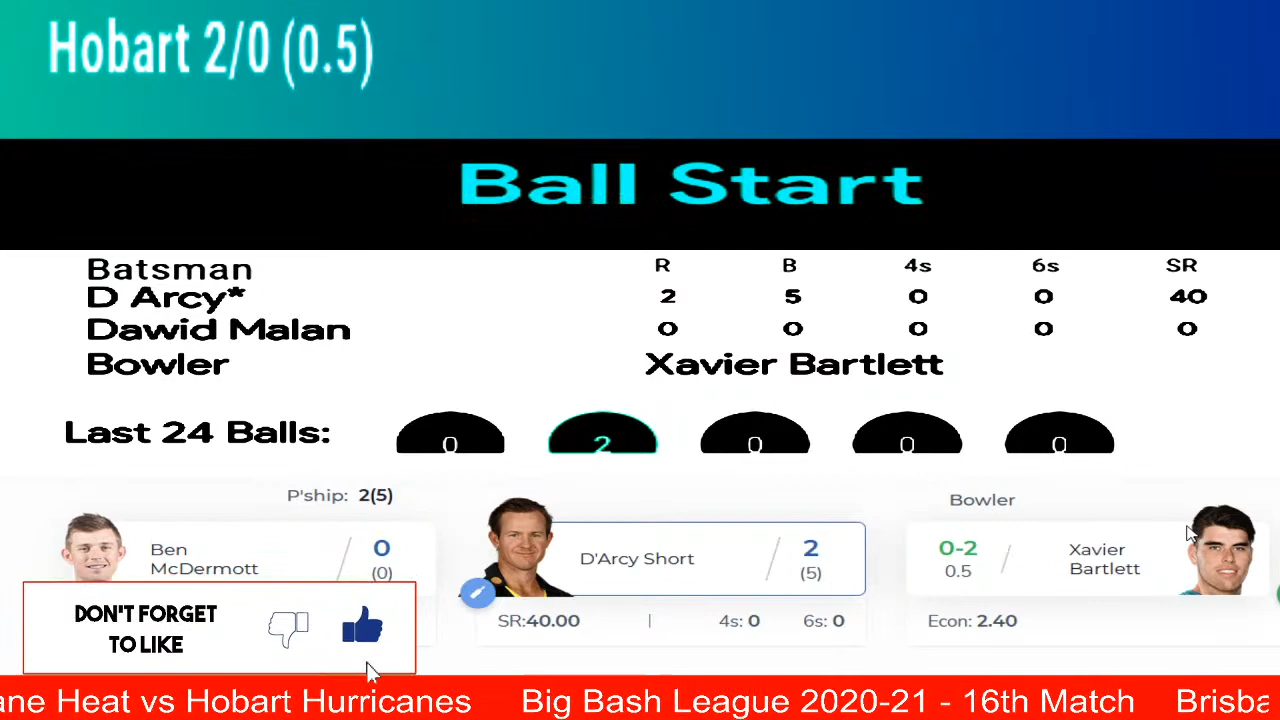 Hobart 2/0 (0.5)
Ball Start
Batsman R B 4s 6s SR
D Arcy* 2 5 0 0 40
Dawid Malan 0 0 0 0 0
Bowler Xavier Bartlett
Last 24 Balls: 0 2 0 0 0
P'ship: 2(5)
Ben
McDermott
0
(0)
D'Arcy Short
2
(5)
SR:40.00 | 4s: 0 6s: 0
Bowler
0-2
0.5
Xavier
Bartlett
Econ: 2.40
DON'T FORGET
TO LIKE
ane Heat vs Hobart Hurricanes Big Bash League 2020-21 - 16th Match Brisba